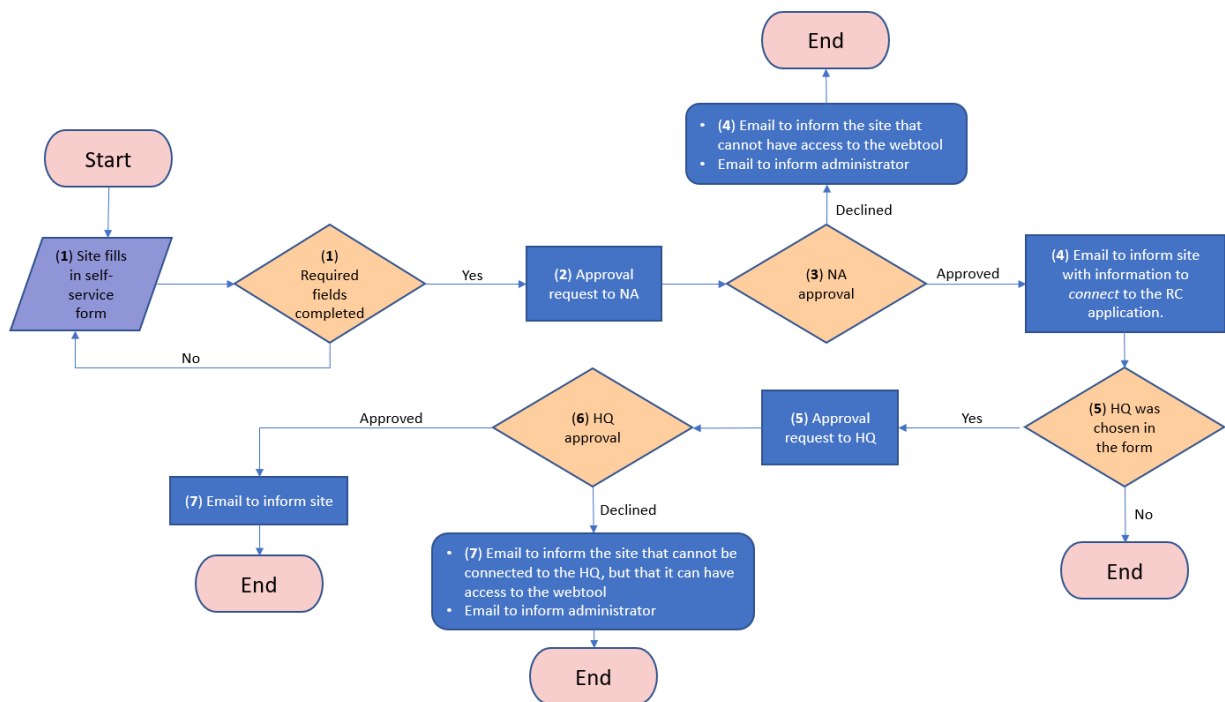 End
• (4) Email to inform the site that
cannot have access to the webtool
• Email to inform administrator
Start
Declined
(1) Site fills
in self-
service
form
(1)
Required
fields
completed
Yes
(2) Approval
request to NA
(3) NA
approval
Approved
(4) Email to inform site
with information to
connect to the RC
application.
No
(5) HQ was
chosen in
the form
Yes
(5) Approval
request to HQ
(6) HQ
approval
Approved
(7) Email to inform site
Declined
No
End
• (7) Email to inform the site that cannot be
connected to the HQ, but that it can have
access to the webtool
• Email to inform administrator
End
End